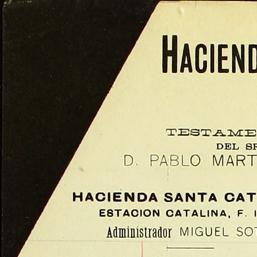 HACIEND
TESTAME
DEL SR
D. PABLO MART
HACIENDA SANTA CAT
ESTACION CATALINA, F. I
Administrador MIGUEL SOT